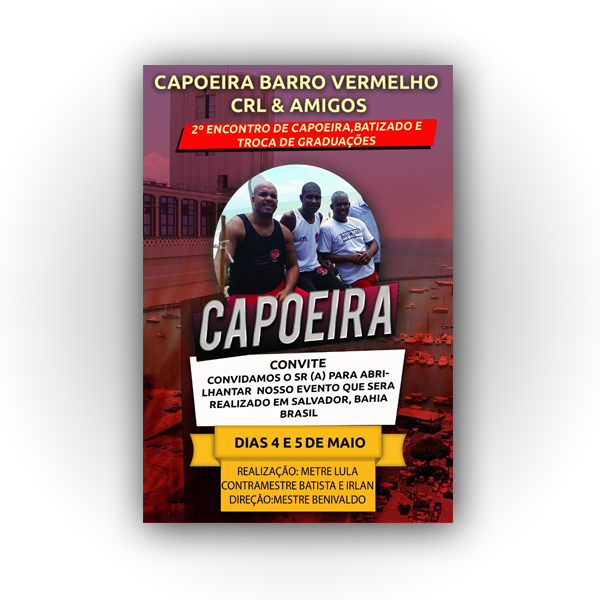 CAPOEIRA BARRO VERMELHO
CRL & AMIGOS
2º ENCONTRO DE CAPOEIRA,BATIZADO E
TROCA DE GRADUAÇÕES
CAPOEIRA
CONVITE
CONVIDAMOS O SR (A) PARA ABRI-
LHANTAR NOSSO EVENTO QUE SERA
REALIZADO EM SALVADOR, BAHIA
BRASIL
DIAS 4 E 5 DE MAIO
REALIZAÇÃO: METRE LULA
CONTRAMESTRE BATISTA E IRLAN
DIREÇÃO:MESTRE BENIVALDO